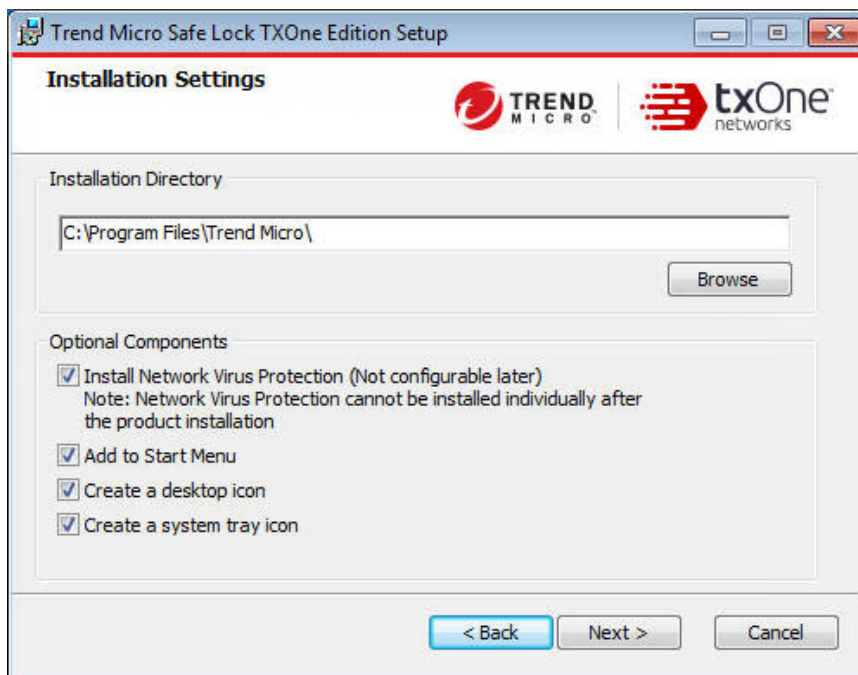 Trend Micro Safe Lock TXOne Edition Setup
Installation Settings
TREND
MICRO
txOne
networks
Installation Directory
C:\Program Files\Trend Micro\
Browse
Optional Components
Install Network Virus Protection (Not configurable later)
Note: Network Virus Protection cannot be installed individually after
the product installation
Add to Start Menu
Create a desktop icon
Create a system tray icon
< Back
Next >
Cancel